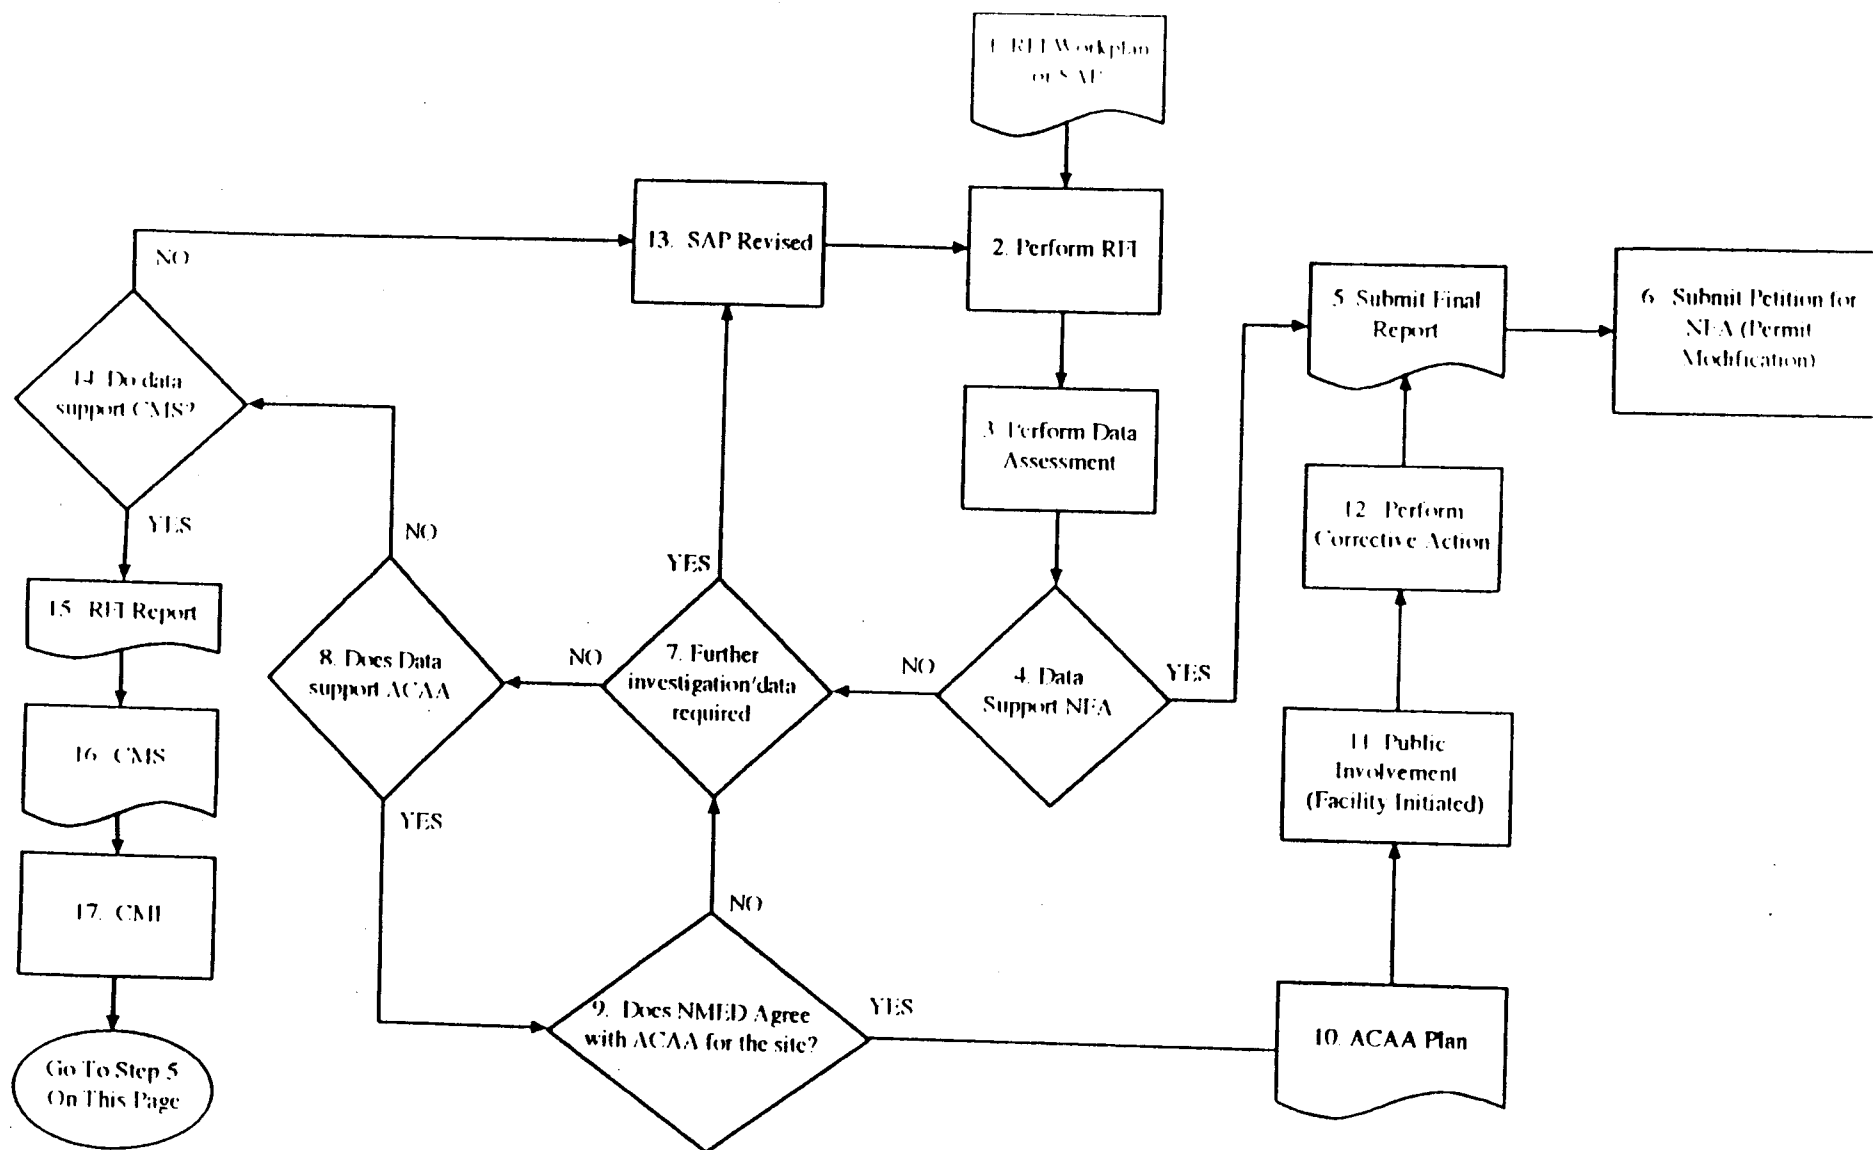 1. RFI Workplan
or SAP
13. SAP Revised
2. Perform RFI
NO
5. Submit Final
Report
6. Submit Petition for
NFA (Permit
Modification)
14. Do data
support CMS?
3. Perform Data
Assessment
12. Perform
Corrective Action
YES
NO
YES
15. RFI Report
8. Does Data
support ACAA
NO
7. Further
investigation/data
required
NO
4. Data
Support NFA
YES
11. Public
Involvement
(Facility Initiated)
16. CMS
YES
17. CMI
NO
9. Does NMED Agree
with ACAA for the site?
YES
10. ACAA Plan
Go To Step 5
On This Page